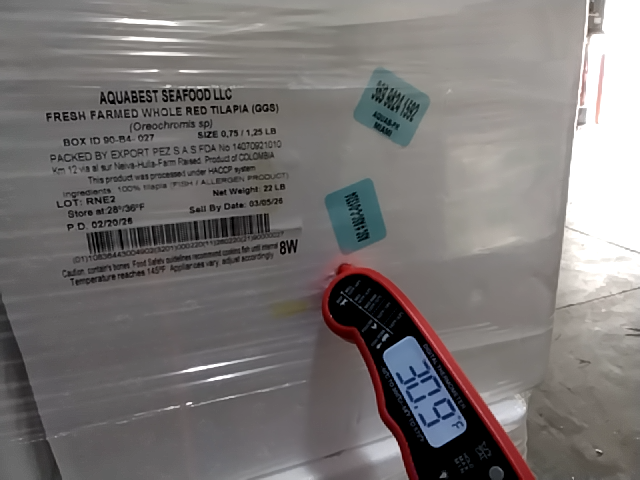 AQUABEST SEAFOOD LLC
FRESH FARMED WHOLE RED TILAPIA (GGS)
(Oreochromis sp)
BOX ID 90-B4- 027 SIZE 0,75 / 1,25 LB
PACKED BY EXPORT PEZ S.A.S FDA No 14070921010
Km 12 via al sur Neiva-Huila-Farm Raised. Product of COLOMBIA
This product was processed under HACCP system
Ingredients: 100% tilapia (FISH / ALLERGEN PRODUCT)
LOT: RNE2 Net Weight: 22 LB
Store at:28°/36°F Sell By Date: 03/05/26
P.D. 02/20/26
8W
Caution, contain's bones. Food Safety guidelines recommend cooking fish until internal
Temperature reaches 145°F Appliances vary, adjust accordingly
AQUAB-PH
30.9°F